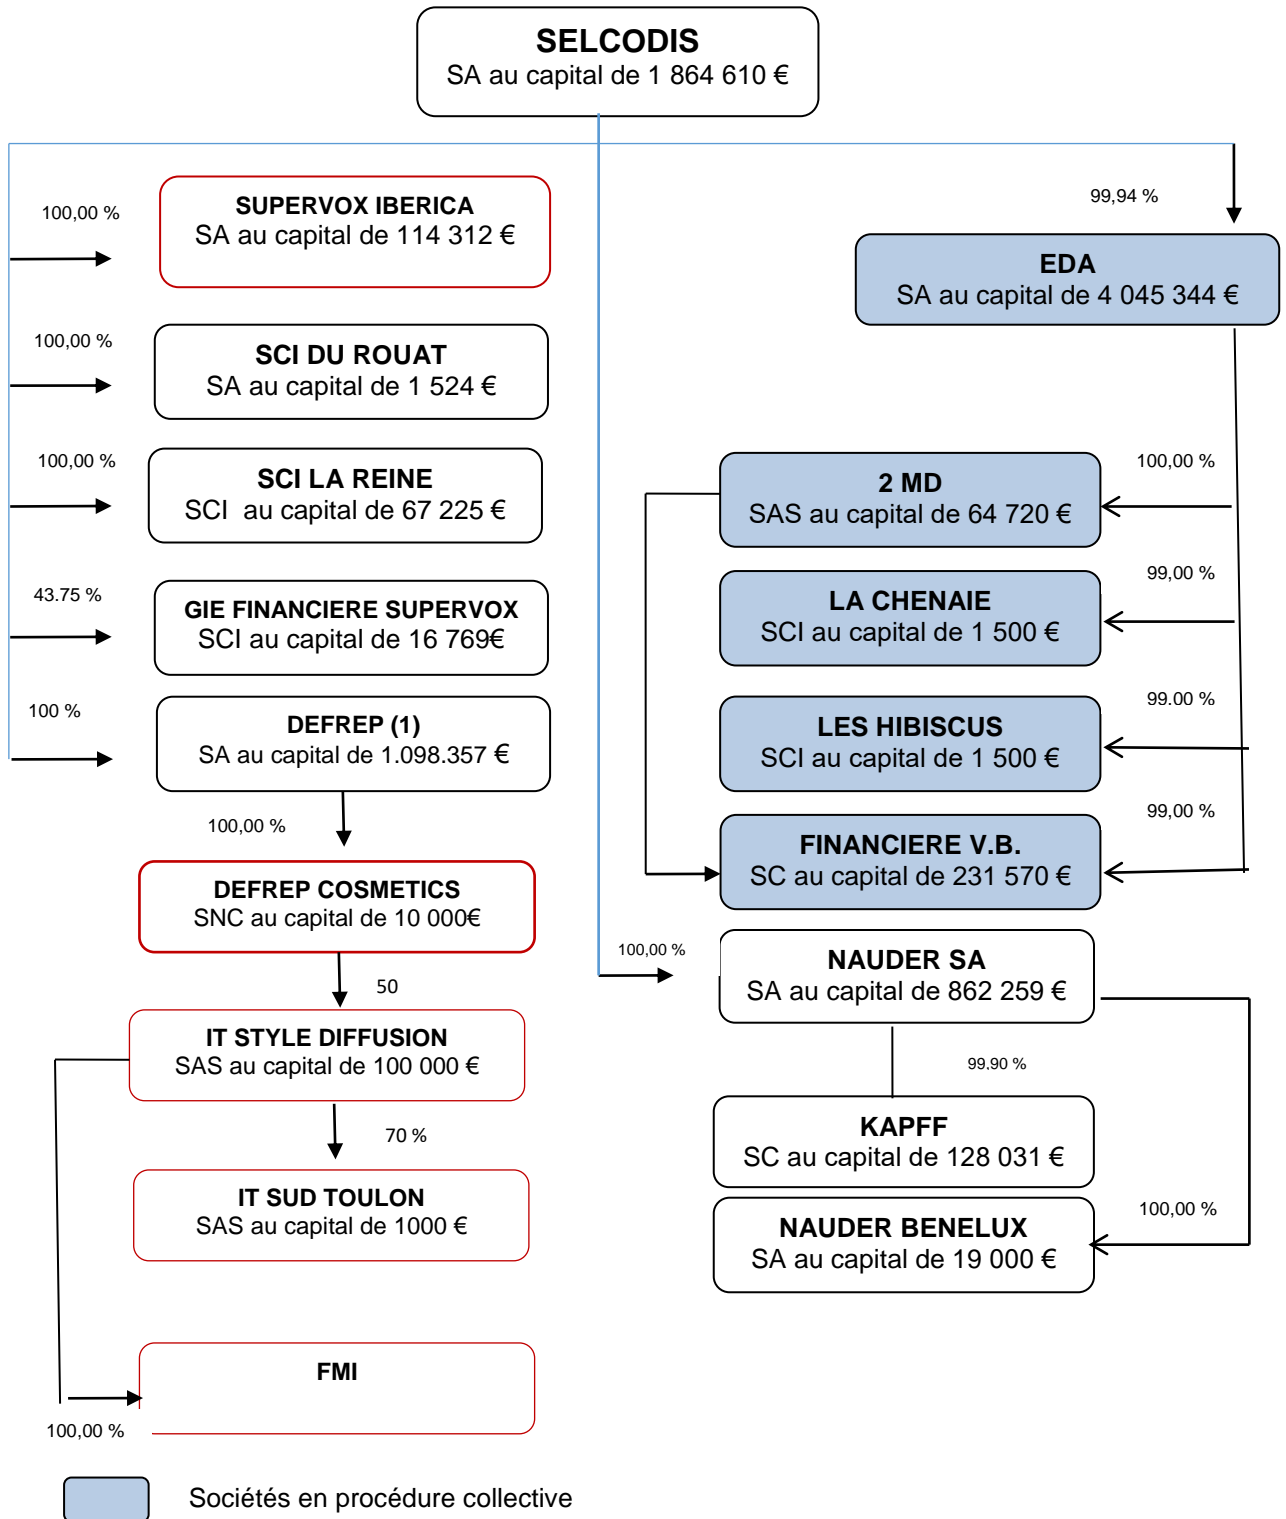 SELCODIS
SA au capital de 1 864 610 €
100,00 %
SUPERVOX IBERICA
SA au capital de 114 312 €
99,94 %
EDA
SA au capital de 4 045 344 €
100,00 %
SCI DU ROUAT
SA au capital de 1 524 €
100,00 %
SCI LA REINE
SCI  au capital de 67 225 €
2 MD
SAS au capital de 64 720 €
100,00 %
43.75 %
GIE FINANCIERE SUPERVOX
SCI au capital de 16 769€
LA CHENAIE
SCI au capital de 1 500 €
99,00 %
100 %
DEFREP (1)
SA au capital de 1.098.357 €
LES HIBISCUS
SCI au capital de 1 500 €
99.00 %
100,00 %
FINANCIERE V.B.
SC au capital de 231 570 €
99,00 %
DEFREP COSMETICS
SNC au capital de 10 000€
100,00 %
NAUDER SA
SA au capital de 862 259 €
50
IT STYLE DIFFUSION
SAS au capital de 100 000 €
99.90 %
70 %
KAPFF
SC au capital de 128 031 €
IT SUD TOULON
SAS au capital de 1000 €
NAUDER BENELUX
SA au capital de 19 000 €
100,00 %
FMI
100,00 %
Sociétés en procédure collective